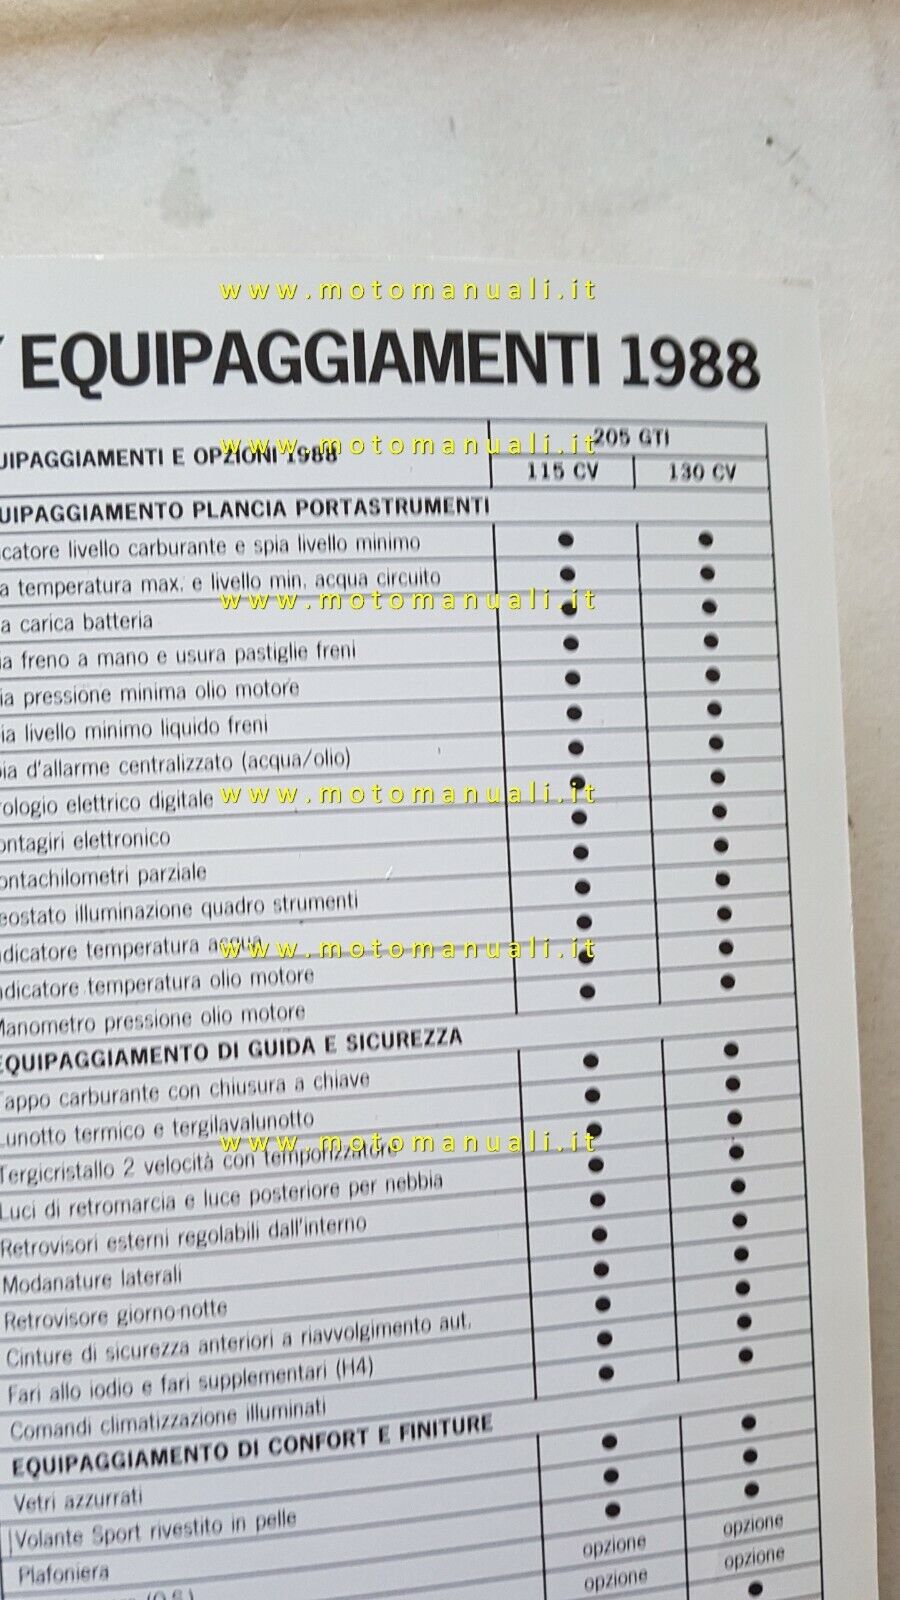 www.motomanuali.it
EQUIPAGGIAMENTI 1988
UIPAGGIAMENTI E OPZIONI 1988
205 GTI
115 CV 130 CV
www.motomanuali.it
UIPAGGIAMENTO PLANCIA PORTASTRUMENTI
catore livello carburante e spia livello minimo ● ●
a temperatura max. e livello min. acqua circuito ● ●
www.motomanuali.it
a carica batteria ● ●
ia freno a mano e usura pastiglie freni ● ●
ia pressione minima olio motore ● ●
ia livello minimo liquido freni ● ●
ia d'allarme centralizzato (acqua/olio) ● ●
rologio elettrico digitale ● ●
www.motomanuali.it
ontagiri elettronico ● ●
ontachilometri parziale ● ●
eostato illuminazione quadro strumenti ● ●
ndicatore temperatura acqua ● ●
www.motomanuali.it
ndicatore temperatura olio motore ● ●
Manometro pressione olio motore ● ●
EQUIPAGGIAMENTO DI GUIDA E SICUREZZA
Tappo carburante con chiusura a chiave ● ●
Lunotto termico e tergilavalunotto ● ●
www.motomanuali.it
Tergicristallo 2 velocità con temporizzatore ● ●
Luci di retromarcia e luce posteriore per nebbia ● ●
Retrovisori esterni regolabili dall'interno ● ●
Modanature laterali ● ●
Retrovisore giorno-notte ● ●
Cinture di sicurezza anteriori a riavvolgimento aut. ● ●
Fari allo iodio e fari supplementari (H4) ● ●
Comandi climatizzazione illuminati ● ●
EQUIPAGGIAMENTO DI CONFORT E FINITURE
Vetri azzurrati ● ●
Volante Sport rivestito in pelle ● ●
Plafoniera ● ●
opzione opzione
opzione opzione
●